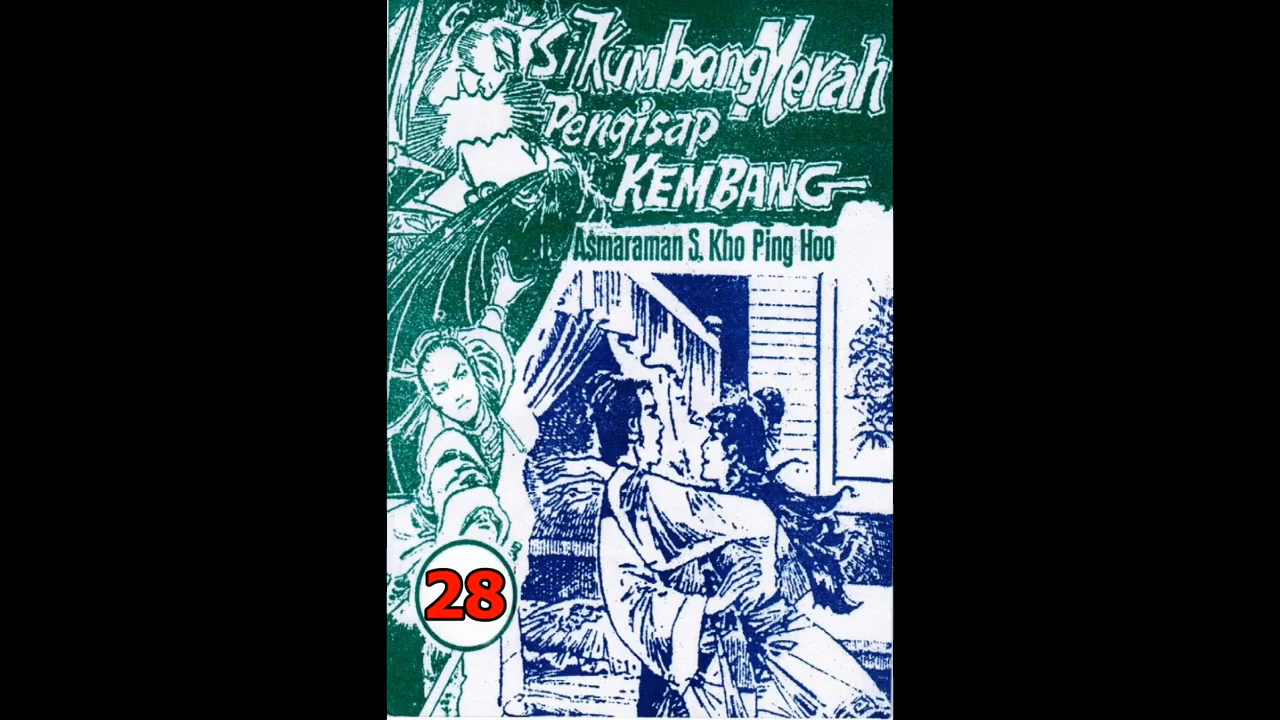 Si Kumbang Merah
Pengisap
KEMBANG
Asmaraman S. Kho Ping Hoo
28